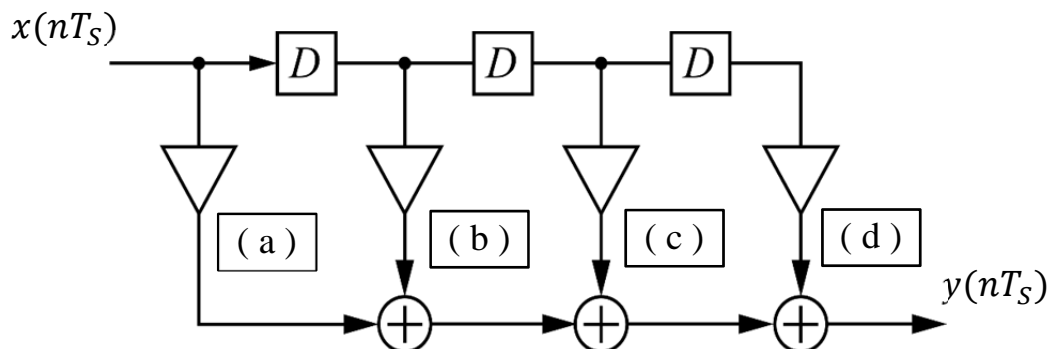 x(nT_S)
D
D
D
( a )
( b )
( c )
( d )
y(nT_S)
+
+
+